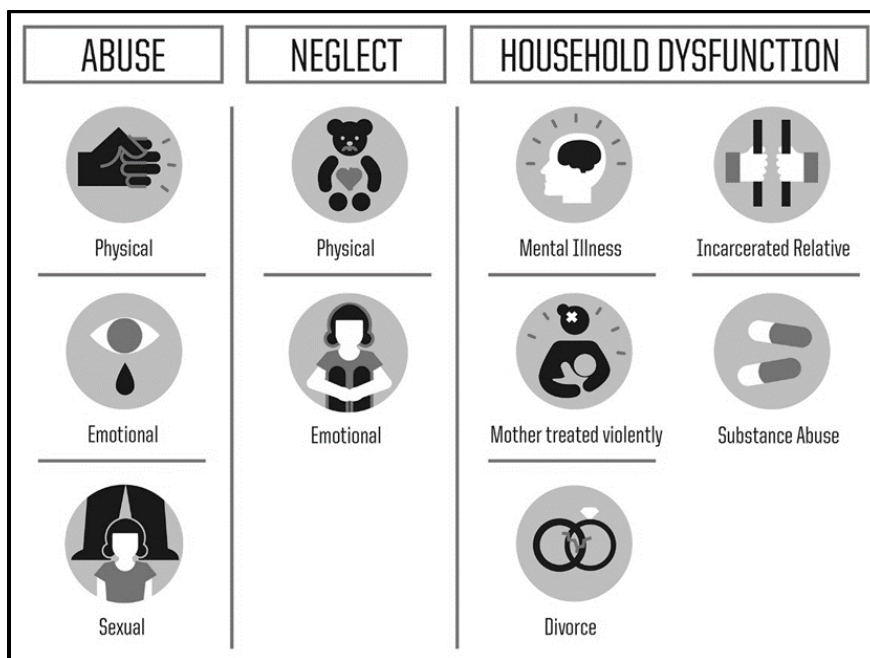 ABUSE
Physical
Emotional
Sexual
NEGLECT
Physical
Emotional
HOUSEHOLD DYSFUNCTION
Mental Illness
Incarcerated Relative
Mother treated violently
Substance Abuse
Divorce